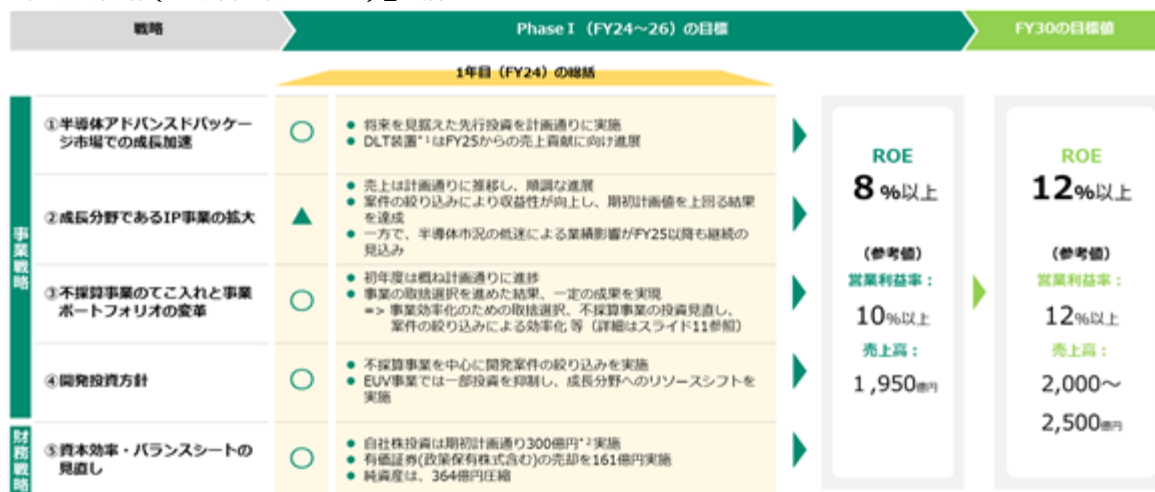 戦略
Phase I （FY24～26）の目標
FY30の目標値
1年目（FY24）の総括
事業戦略
①半導体アドバンスドパッケー
ジ市場での成長加速
○
● 将来を見据えた先行投資を計画通りに実施
● DLT装置*1はFY25からの売上貢献に向け進展
②成長分野であるIP事業の拡大
▲
● 売上は計画通りに推移し、順調な進展
● 案件の絞り込みにより収益性が向上し、期初計画値を上回る結果
を達成
● 一方で、半導体市況の低迷による業績影響がFY25以降も継続の
見込み
③不採算事業のてこ入れと事業
ポートフォリオの変革
○
● 初年度は概ね計画通りに進捗
● 事業の取捨選択を進めた結果、一定の成果を実現
=> 事業効率化のための取捨選択、不採算事業の投資見直し、
案件の絞り込みによる効率化 等（詳細はスライド11参照）
④開発投資方針
○
● 不採算事業を中心に開発案件の絞り込みを実施
● EUV事業では一部投資を抑制し、成長分野へのリソースシフトを
実施
財務戦略
⑤資本効率・バランスシートの
見直し
○
● 自社株投資は期初計画通り300億円*2実施
● 有価証券(政策保有株式含む)の売却を161億円実施
● 純資産は、364億円圧縮
ROE
8%以上
（参考値）
営業利益率：
10%以上
売上高：
1,950億円
ROE
12%以上
（参考値）
営業利益率：
12%以上
売上高：
2,000～
2,500億円